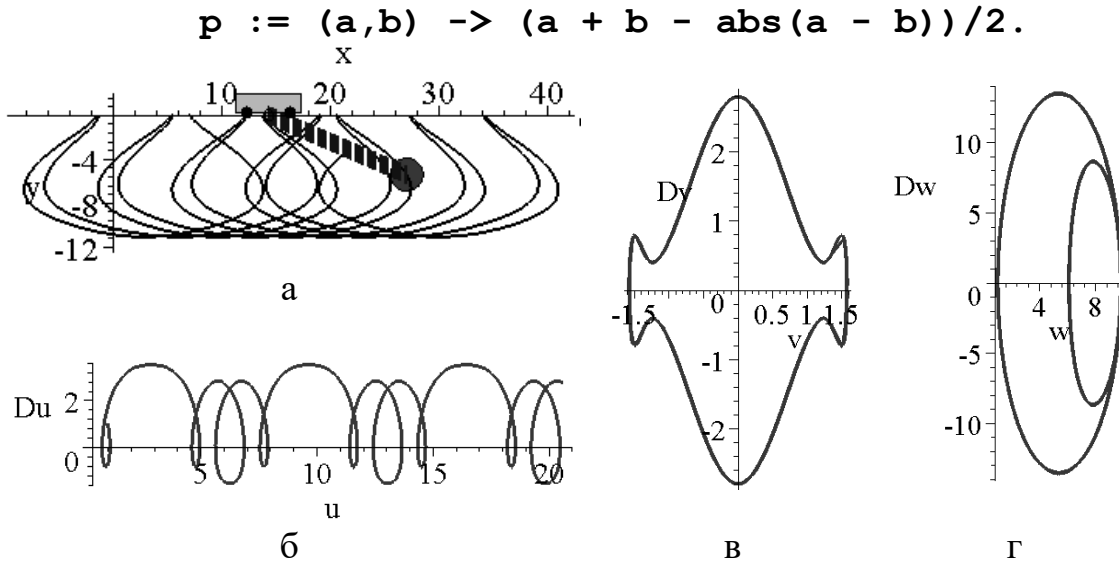 p := (a,b) -> (a + b - abs(a - b))/2.
x
10 20 30 40
-4
y
-8
-12
а
Du
2
0
5 10 15 20
u
б
2
Dv
1
0
-1.5 0.5 1 1.5
v
-1
-2
в
10
Dw
5
0
4 8
w
-5
-10
г